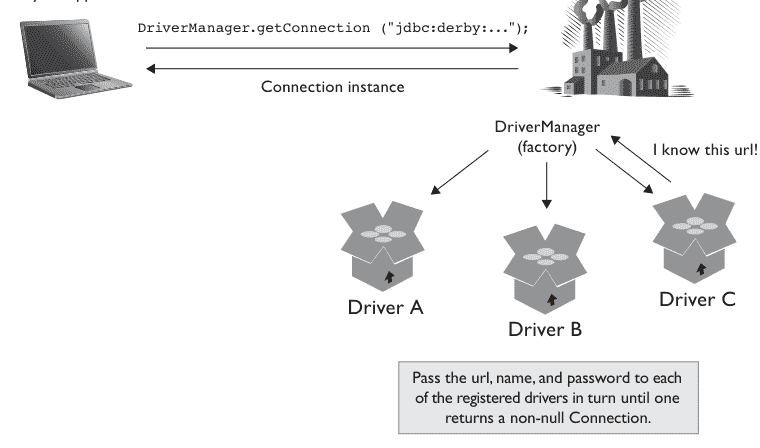 DriverManager.getConnection ("jdbc:derby:...");
Connection instance
DriverManager
(factory)
I know this url!
Driver A
Driver B
Driver C
Pass the url, name, and password to each
of the registered drivers in turn until one
returns a non-null Connection.